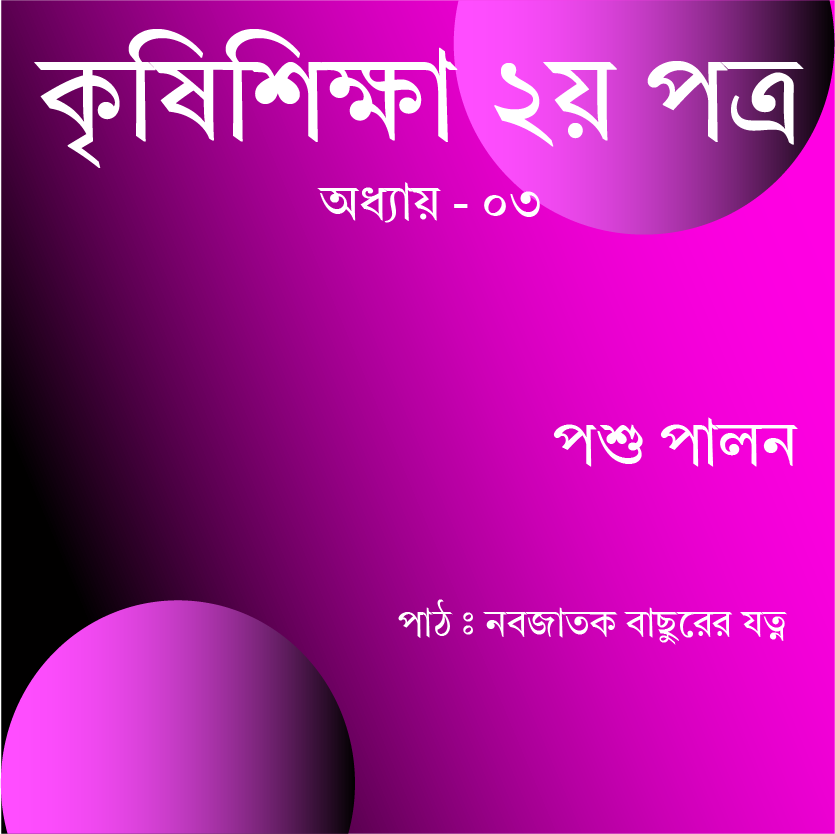 কৃষিশিক্ষা ২য় পত্র
অধ্যায় - ০৩
পশু পালন
পাঠ ঃ নবজাতক বাছুরের যত্ন